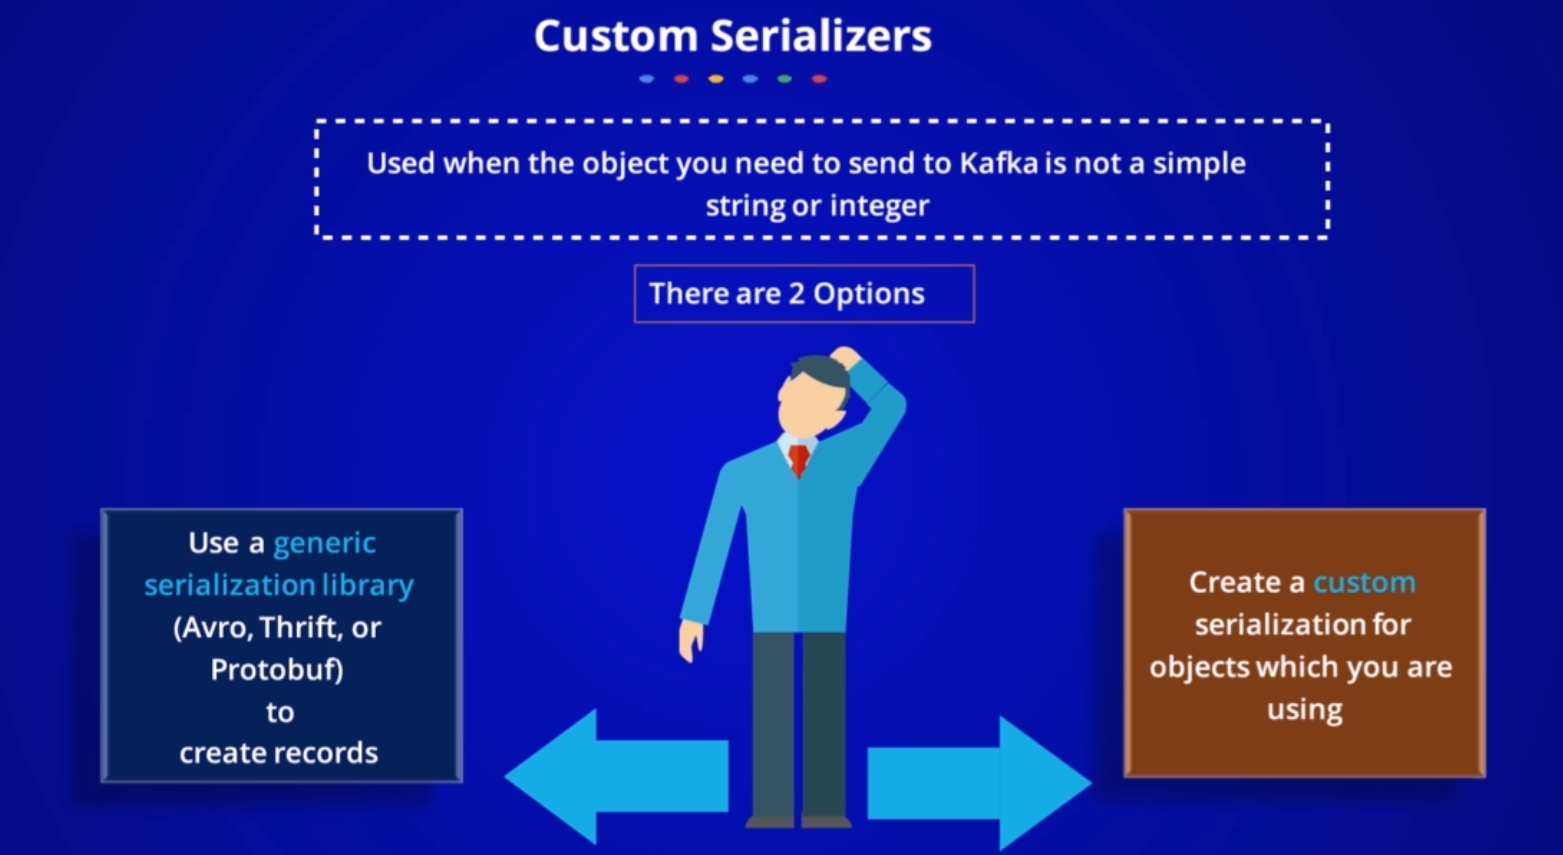 Custom Serializers
Used when the object you need to send to Kafka is not a simple
string or integer
There are 2 Options
Use a generic
serialization library
(Avro, Thrift, or
Protobuf)
to
create records
Create a custom
serialization for
objects which you are
using